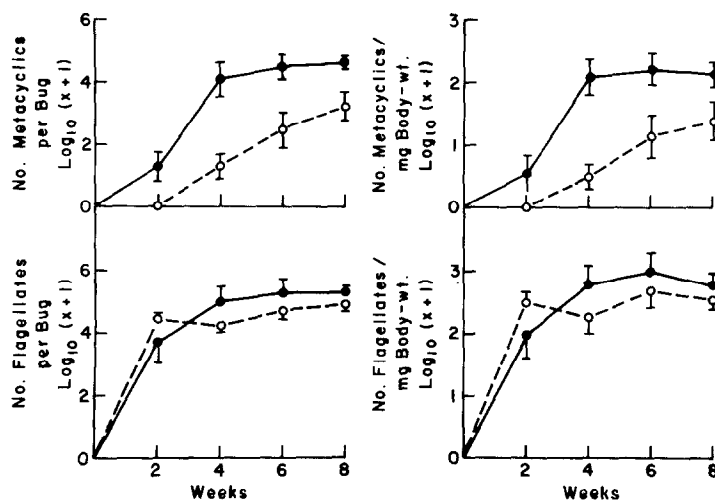 No. Metacyclics
per Bug
Log10 (x + 1)
6
4
2
0
No. Metacyclics/
mg Body-wt.
Log10 (x + 1)
3
2
1
0
No. Flagellates
per Bug
Log10 (x + 1)
6
4
2
0
2
4
6
8
Weeks
No. Flagellates/
mg Body-wt.
Log10 (x + 1)
3
2
1
0
2
4
6
8
Weeks